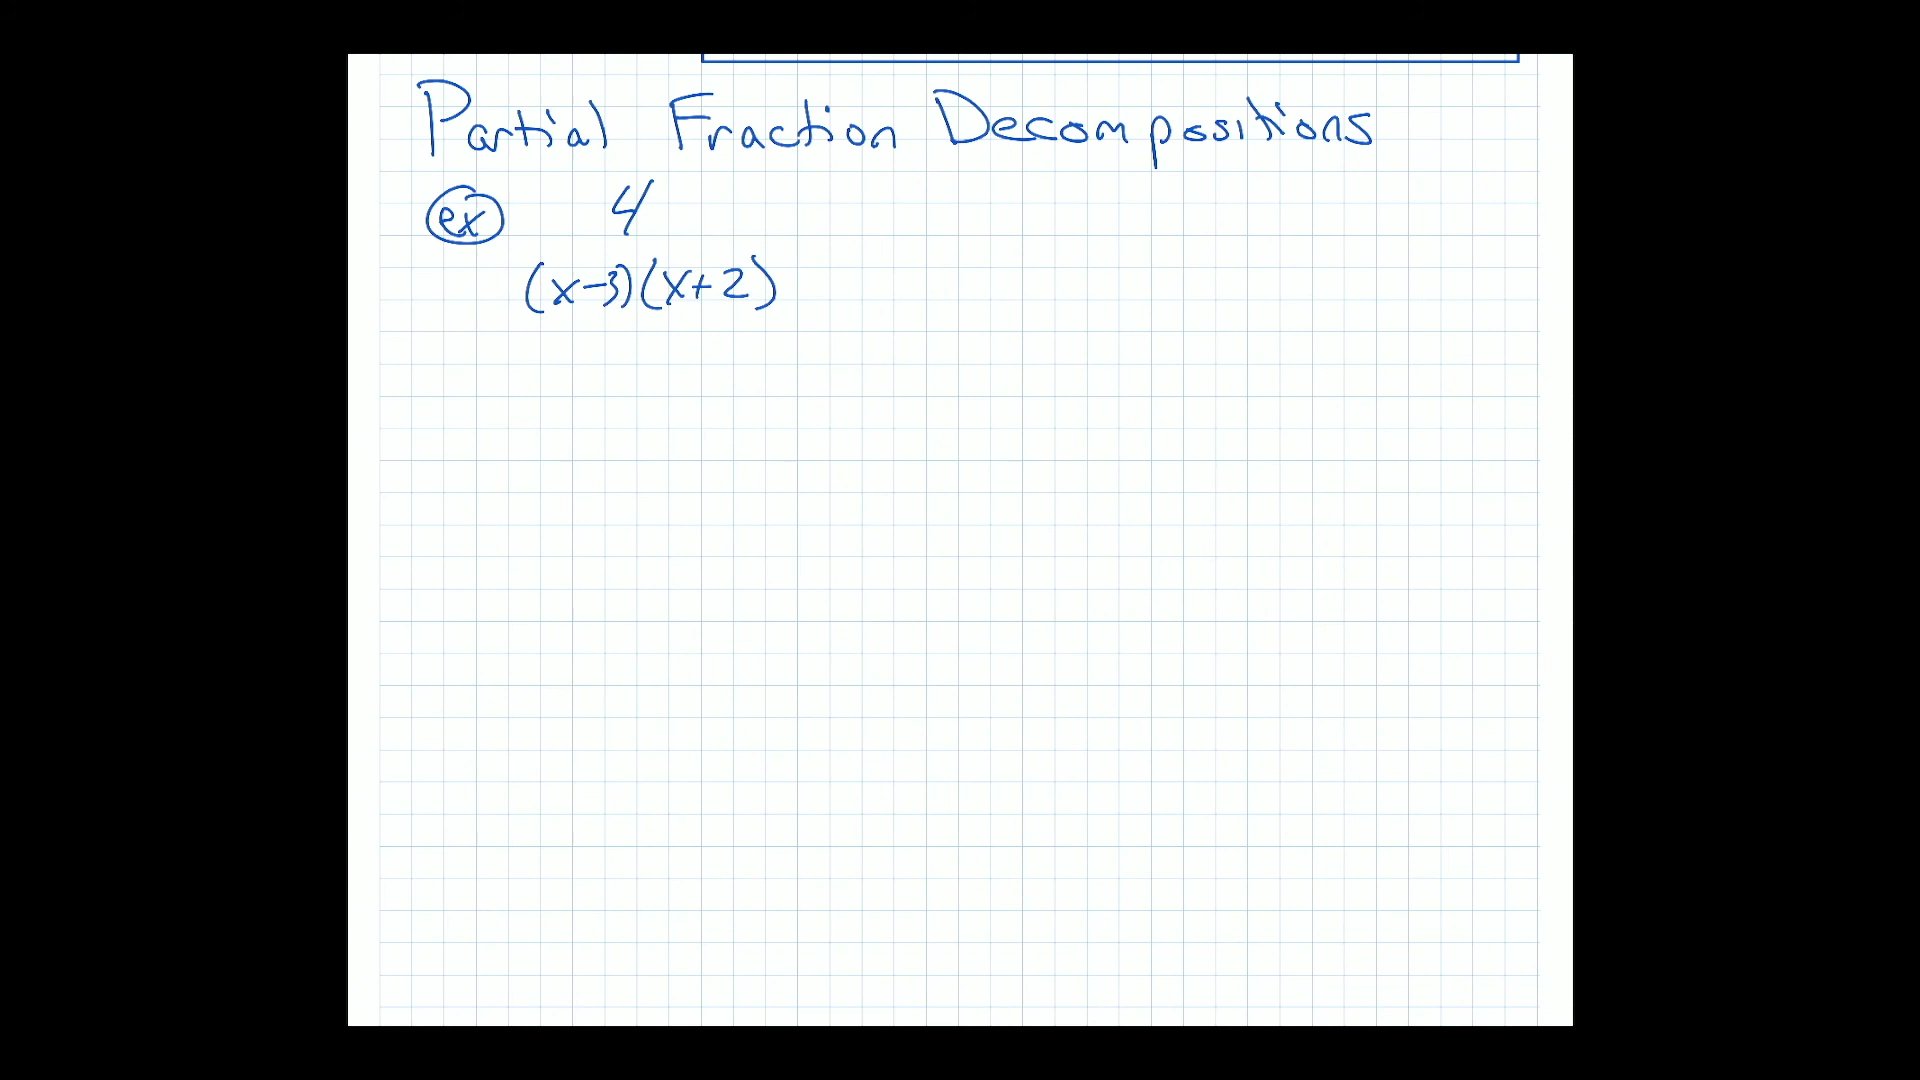 Partial Fraction Decompositions
ex 4
(x-3)(x+2)